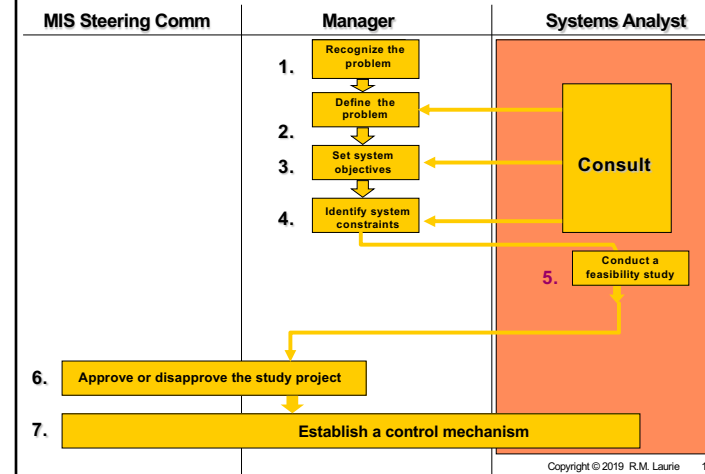 MIS Steering Comm
Manager
Systems Analyst
1.
Recognize the
problem
Define the
problem
2.
Set system
objectives
3.
Consult
Identify system
constraints
4.
Conduct a
feasibility study
5.
6.
Approve or disapprove the study project
7.
Establish a control mechanism
Copyright © 2019 R.M. Laurie 1